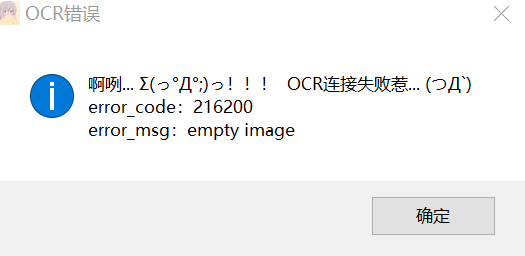 OCR错误
啊咧... Σ(っ°Д°;)っ！！！ OCR连接失败惹... (つД`)
error_code：216200
error_msg：empty image
确定